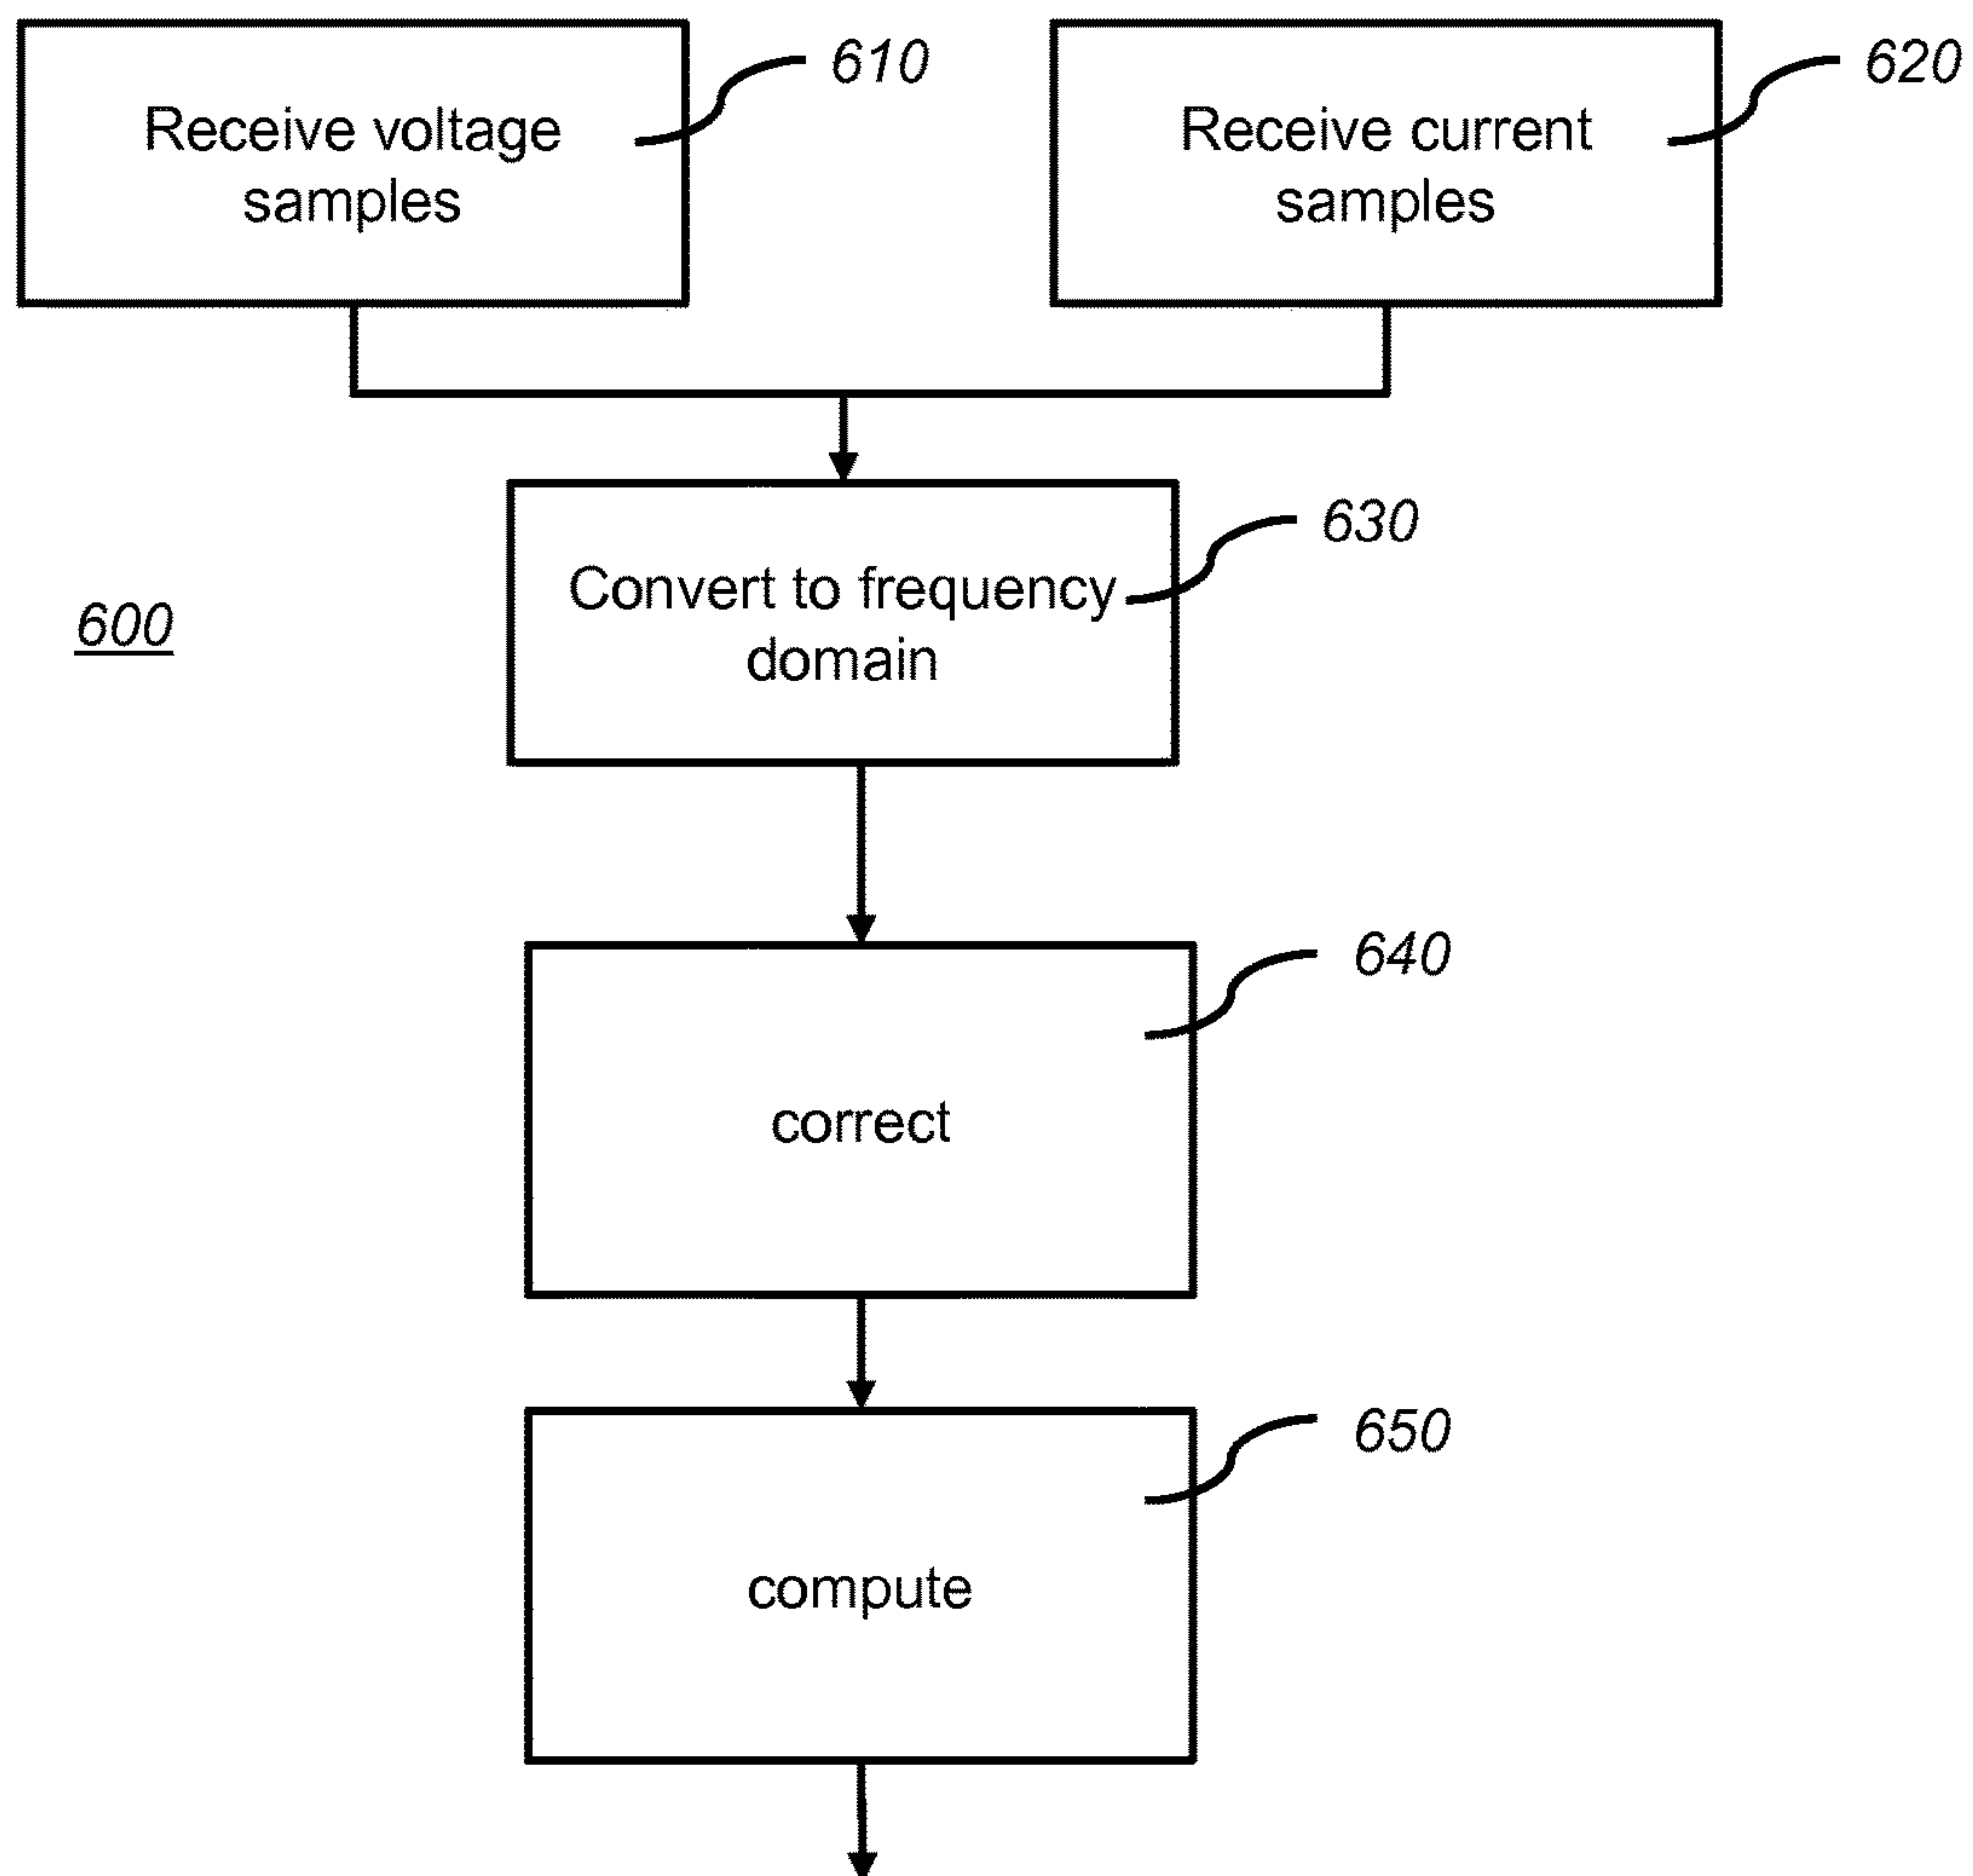 610
Receive voltage
samples
620
Receive current
samples
630
Convert to frequency
domain
600
640
correct
650
compute